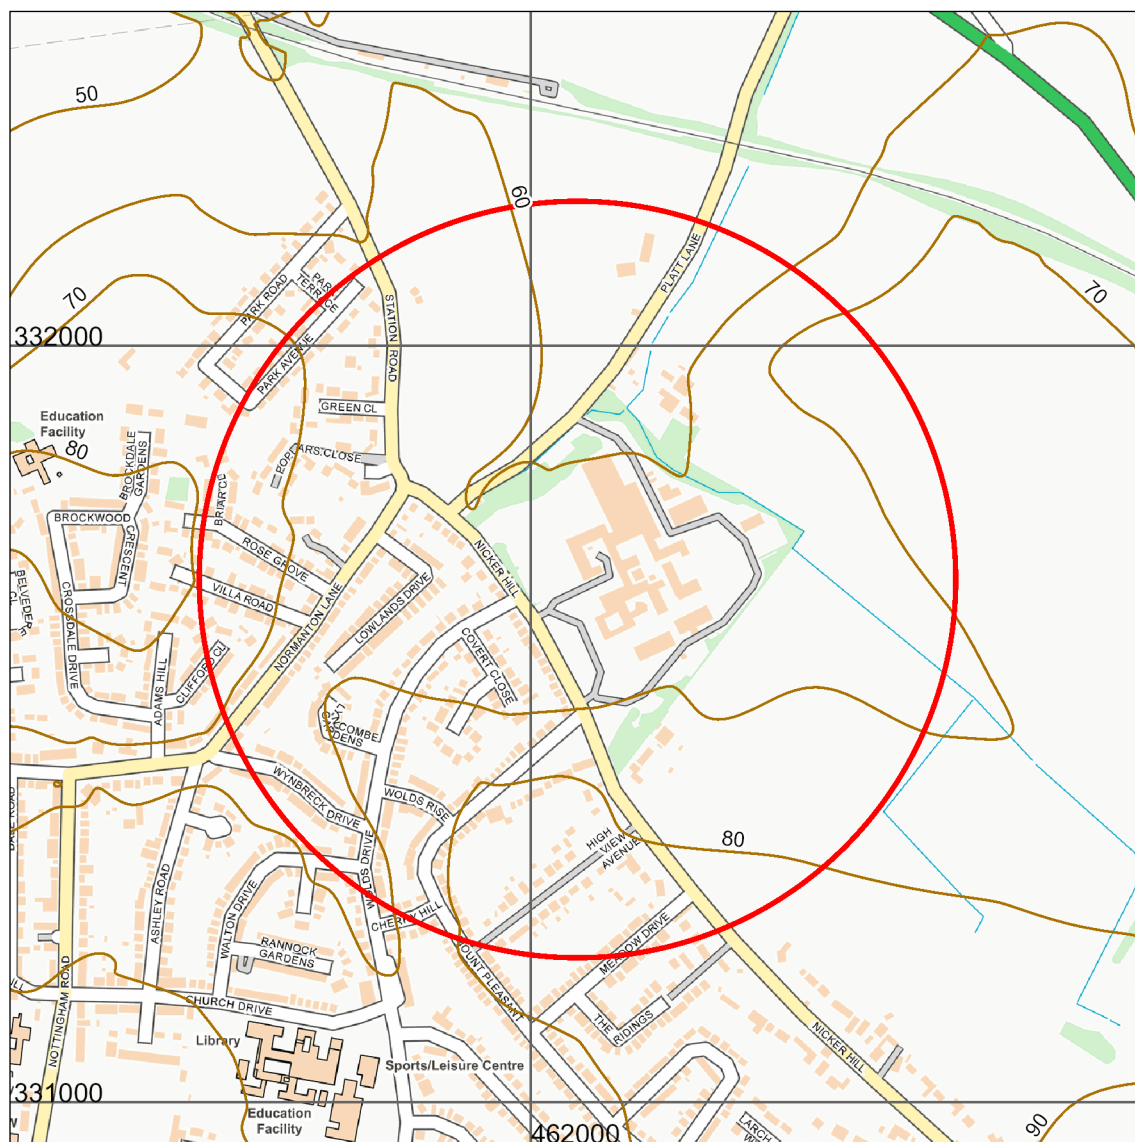 50
60
PLATT LANE
70
70
PARK ROAD
PARK
TERRACE
PARK AVENUE
STATION ROAD
332000
GREEN CL
Education
Facility
80
BROCKDALE
GARDENS
POPLARS CLOSE
BRIAR CL
BROCKWOOD
CRESCENT
ROSE GROVE
NICKER HILL
BELVEDERE
CL
CROSSDALE DRIVE
VILLA ROAD
NORMANTON LANE
LOWLANDS DRIVE
COVERT CLOSE
ADAMS HILL
CLIFFORD CL
LYNCOMBE
GARDENS
WYNBRECK DRIVE
WOLDS RISE
HIGH
VIEW
AVENUE
80
WOLDS DRIVE
ASHLEY ROAD
WALTON DRIVE
CHERRY HILL
MEADOW DRIVE
RANNOCK
GARDENS
MOUNT PLEASANT
CHURCH DRIVE
THE
RIDINGS
NOTTINGHAM ROAD
NICKER HILL
Library
Sports/Leisure Centre
331000
Education
Facility
462000
LARCH
90